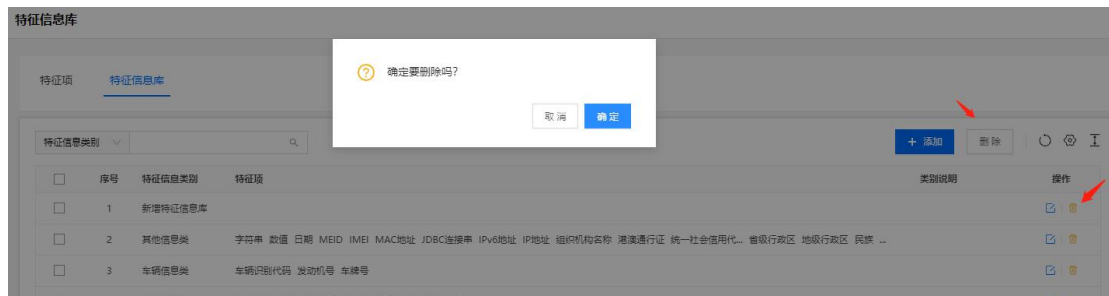 特征信息库
特征项 特征信息库
确定要删除吗?
取消 确定
特征信息类别 + 添加 删除
序号 特征信息类别 特征项 类别说明 操作
1 新增特征信息库
2 其他信息类 字符串 数值 日期 MEID IMEI MAC地址 JDBC连接串 IPv6地址 IP地址 组织机构名称 港澳通行证 统一社会信用代... 省级行政区 地级行政区 民族 ...
3 车辆信息类 车辆识别代码 发动机号 车牌号